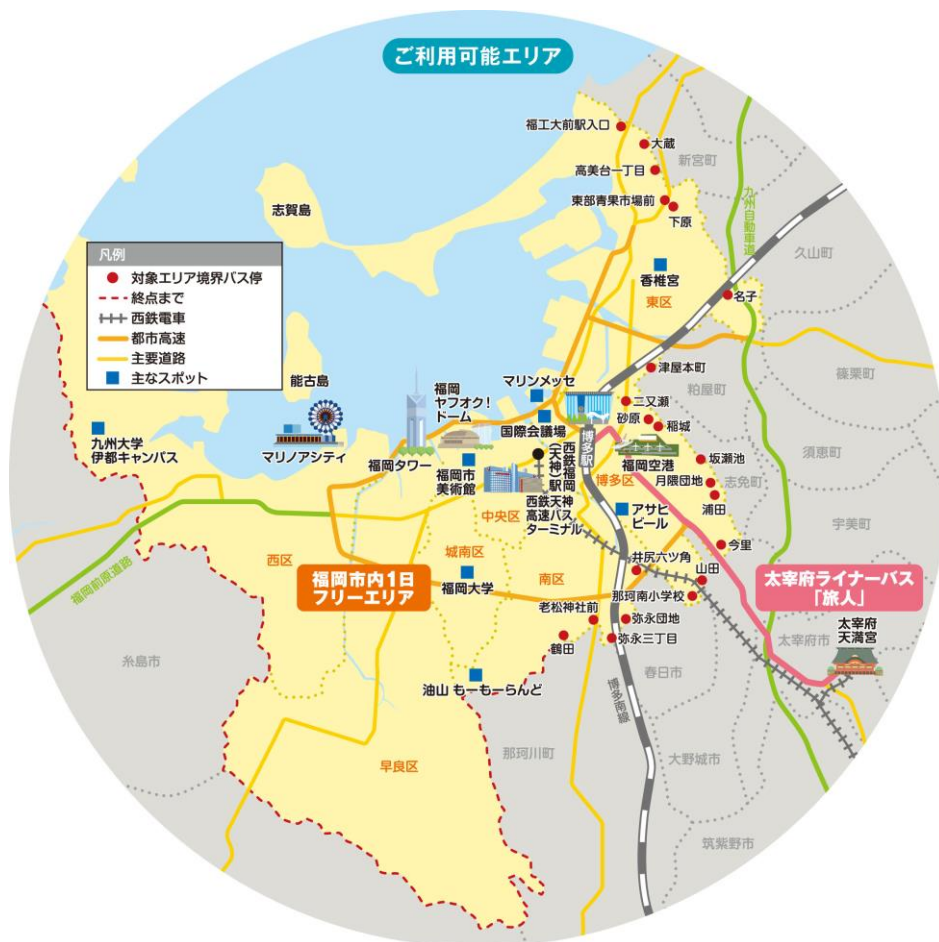 ご利用可能エリア
福工大前駅入口
大蔵
高美台一丁目
新宮町
東部青果市場前
下原
九州自動車道
久山町
志賀島
香椎宮
東区
名子
凡例
対象エリア境界バス停
終点まで
西鉄電車
都市高速
主要道路
主なスポット
能古島
マリノアシティ
九州大学
伊都キャンパス
福岡タワー
福岡
ヤフオク!
ドーム
マリンメッセ
国際会議場
福岡市
美術館
博多駅
西鉄福岡
(天神)駅
西鉄天神
高速バス
ターミナル
津屋本町
粕屋町
篠栗町
二又瀬
砂原
稲城
福岡空港
博多区
坂瀬池
月隈団地
志免町
須恵町
浦田
宇美町
アサヒ
ビール
中央区
城南区
西区
福岡前原道路
福岡市内1日
フリーエリア
福岡大学
南区
井尻六ツ角
今里
山田
那珂南小学校
老松神社前
弥永団地
弥永三丁目
鶴田
太宰府ライナーバス
「旅人」
太宰府市
太宰府
天満宮
糸島市
油山 もーもーらんど
春日市
博多南線
那珂川町
大野城市
早良区
筑紫野市